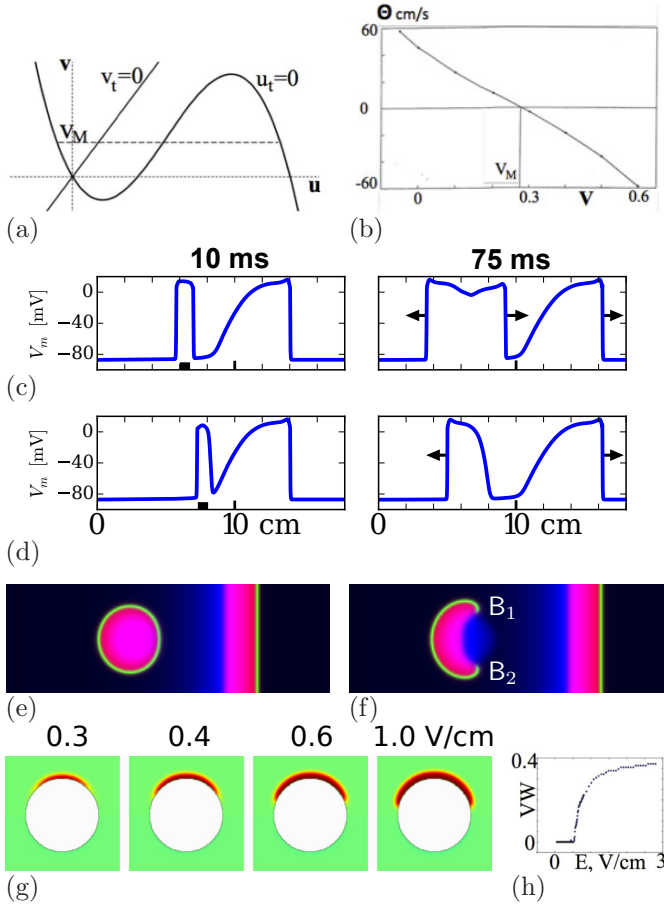 v
v_t=0
u_t=0
V_M
u
(a)
Θ cm/s
60
0
-60
V_M
0
0.3
V
0.6
(b)
10 ms
75 ms
V_m [mV]
0
−40
−80
(c)
V_m [mV]
0
−40
−80
0
10 cm
0
10 cm
(d)
B_1
B_2
(e)
(f)
0.3
0.4
0.6
1.0 V/cm
(g)
0.4
VW
0
0
E, V/cm
3
(h)